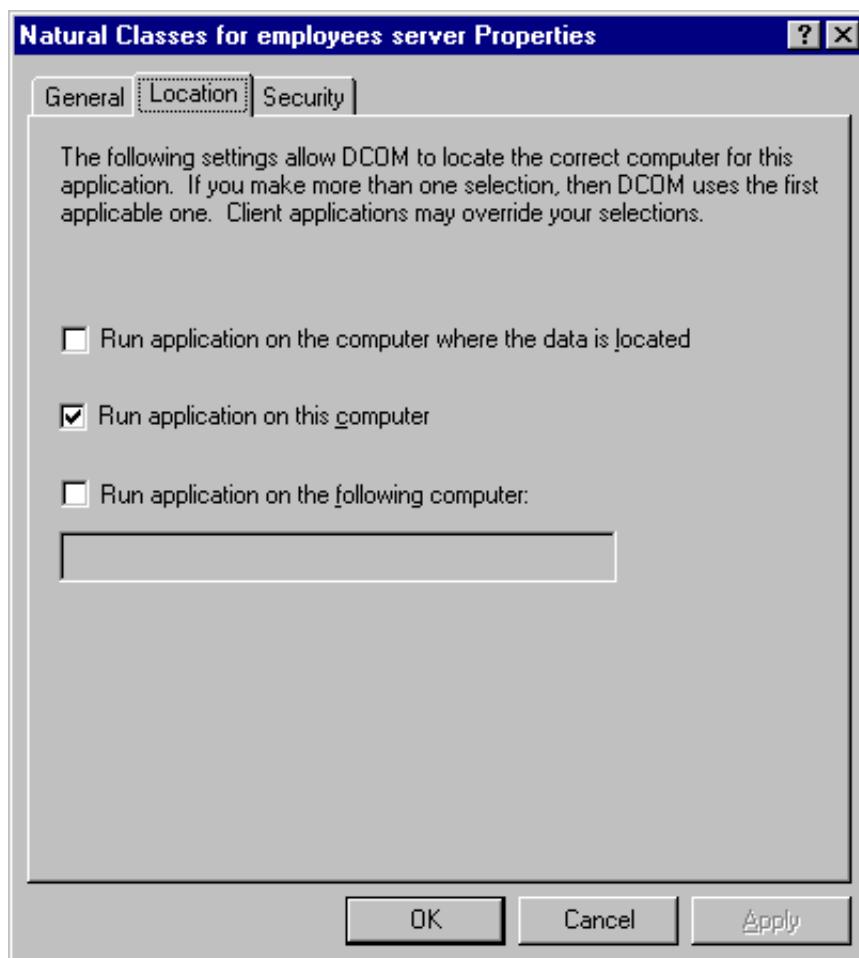 Natural Classes for employees server Properties
General Location Security
The following settings allow DCOM to locate the correct computer for this
application.  If you make more than one selection, then DCOM uses the first
applicable one.  Client applications may override your selections.
Run application on the computer where the data is located
Run application on this computer
Run application on the following computer:
OK Cancel Apply